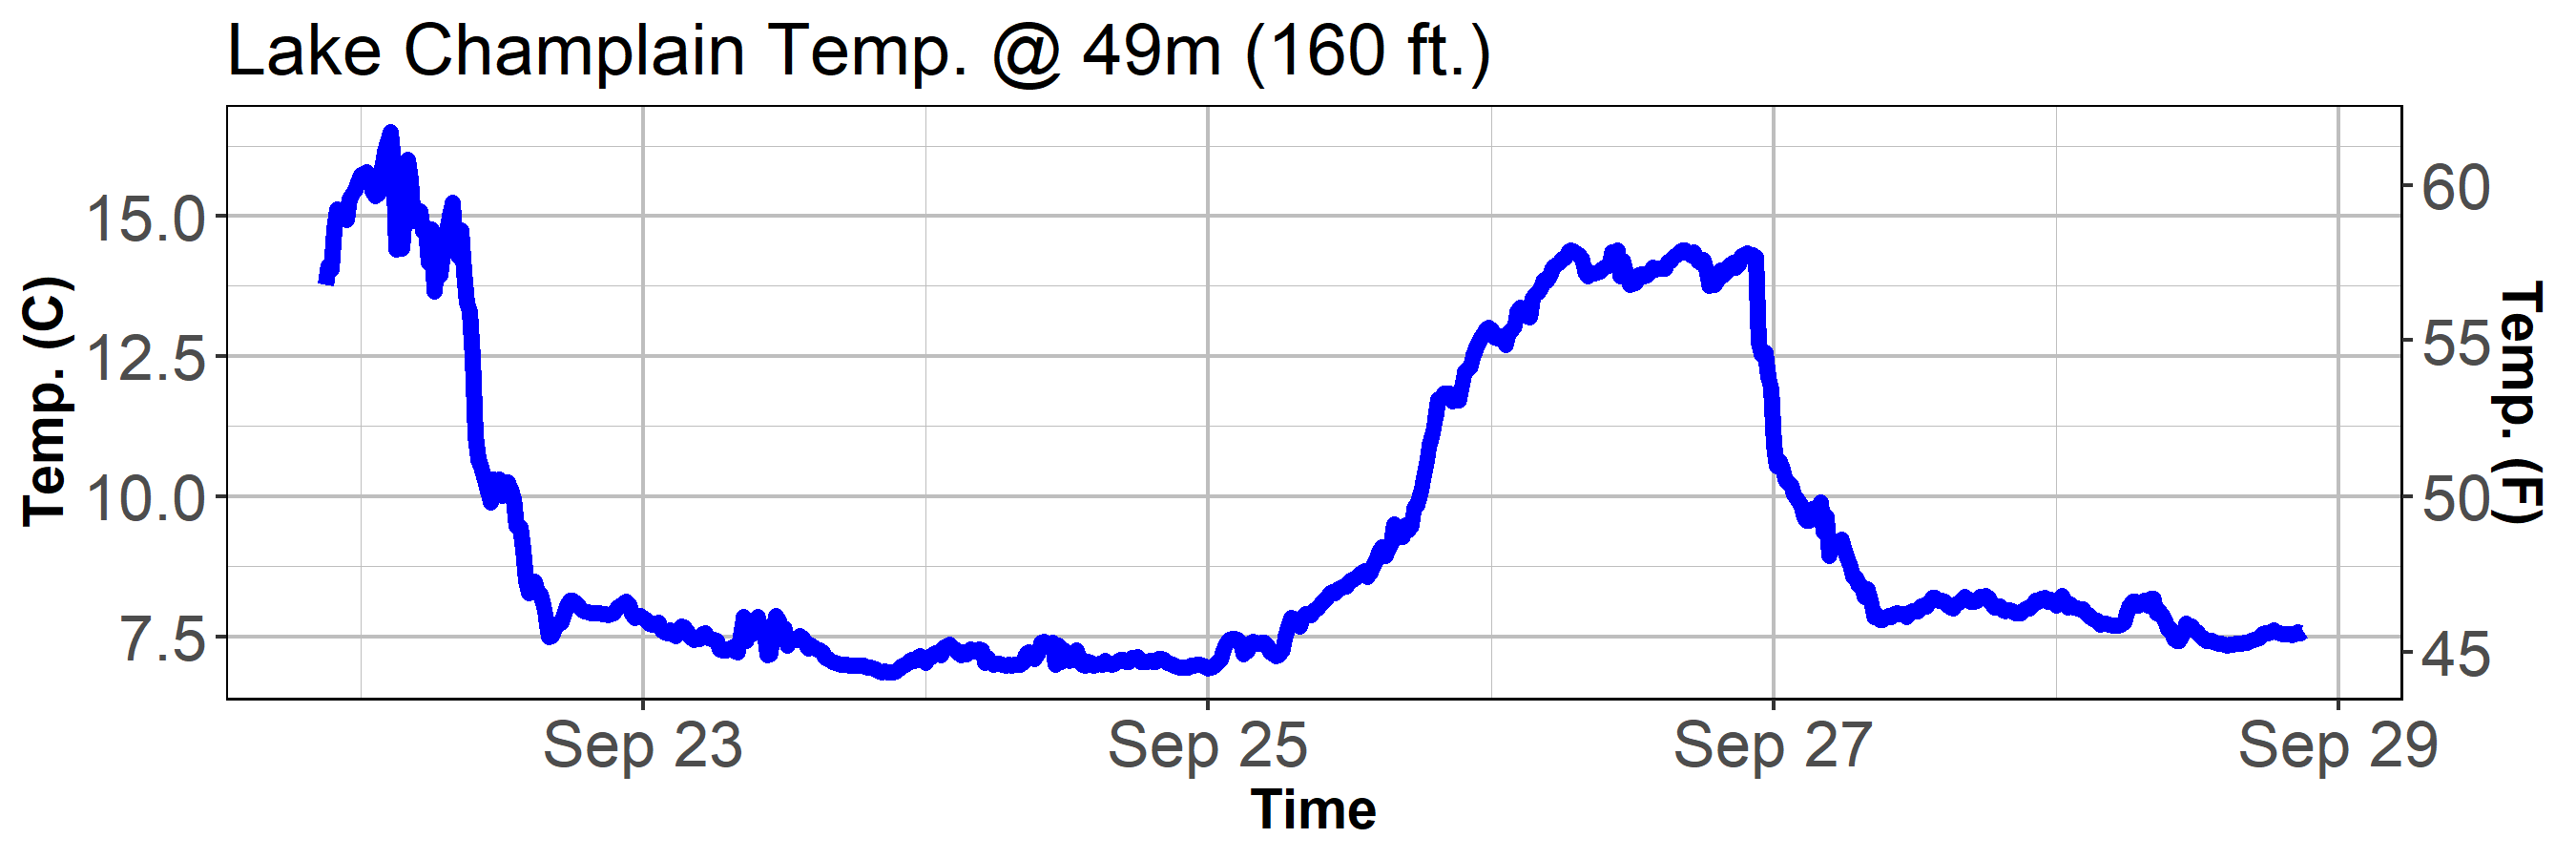 Lake Champlain Temp. @ 49m (160 ft.)
Temp. (C)
15.0
12.5
10.0
7.5
60
55
50
45
Temp. (F)
Sep 23
Sep 25
Sep 27
Sep 29
Time